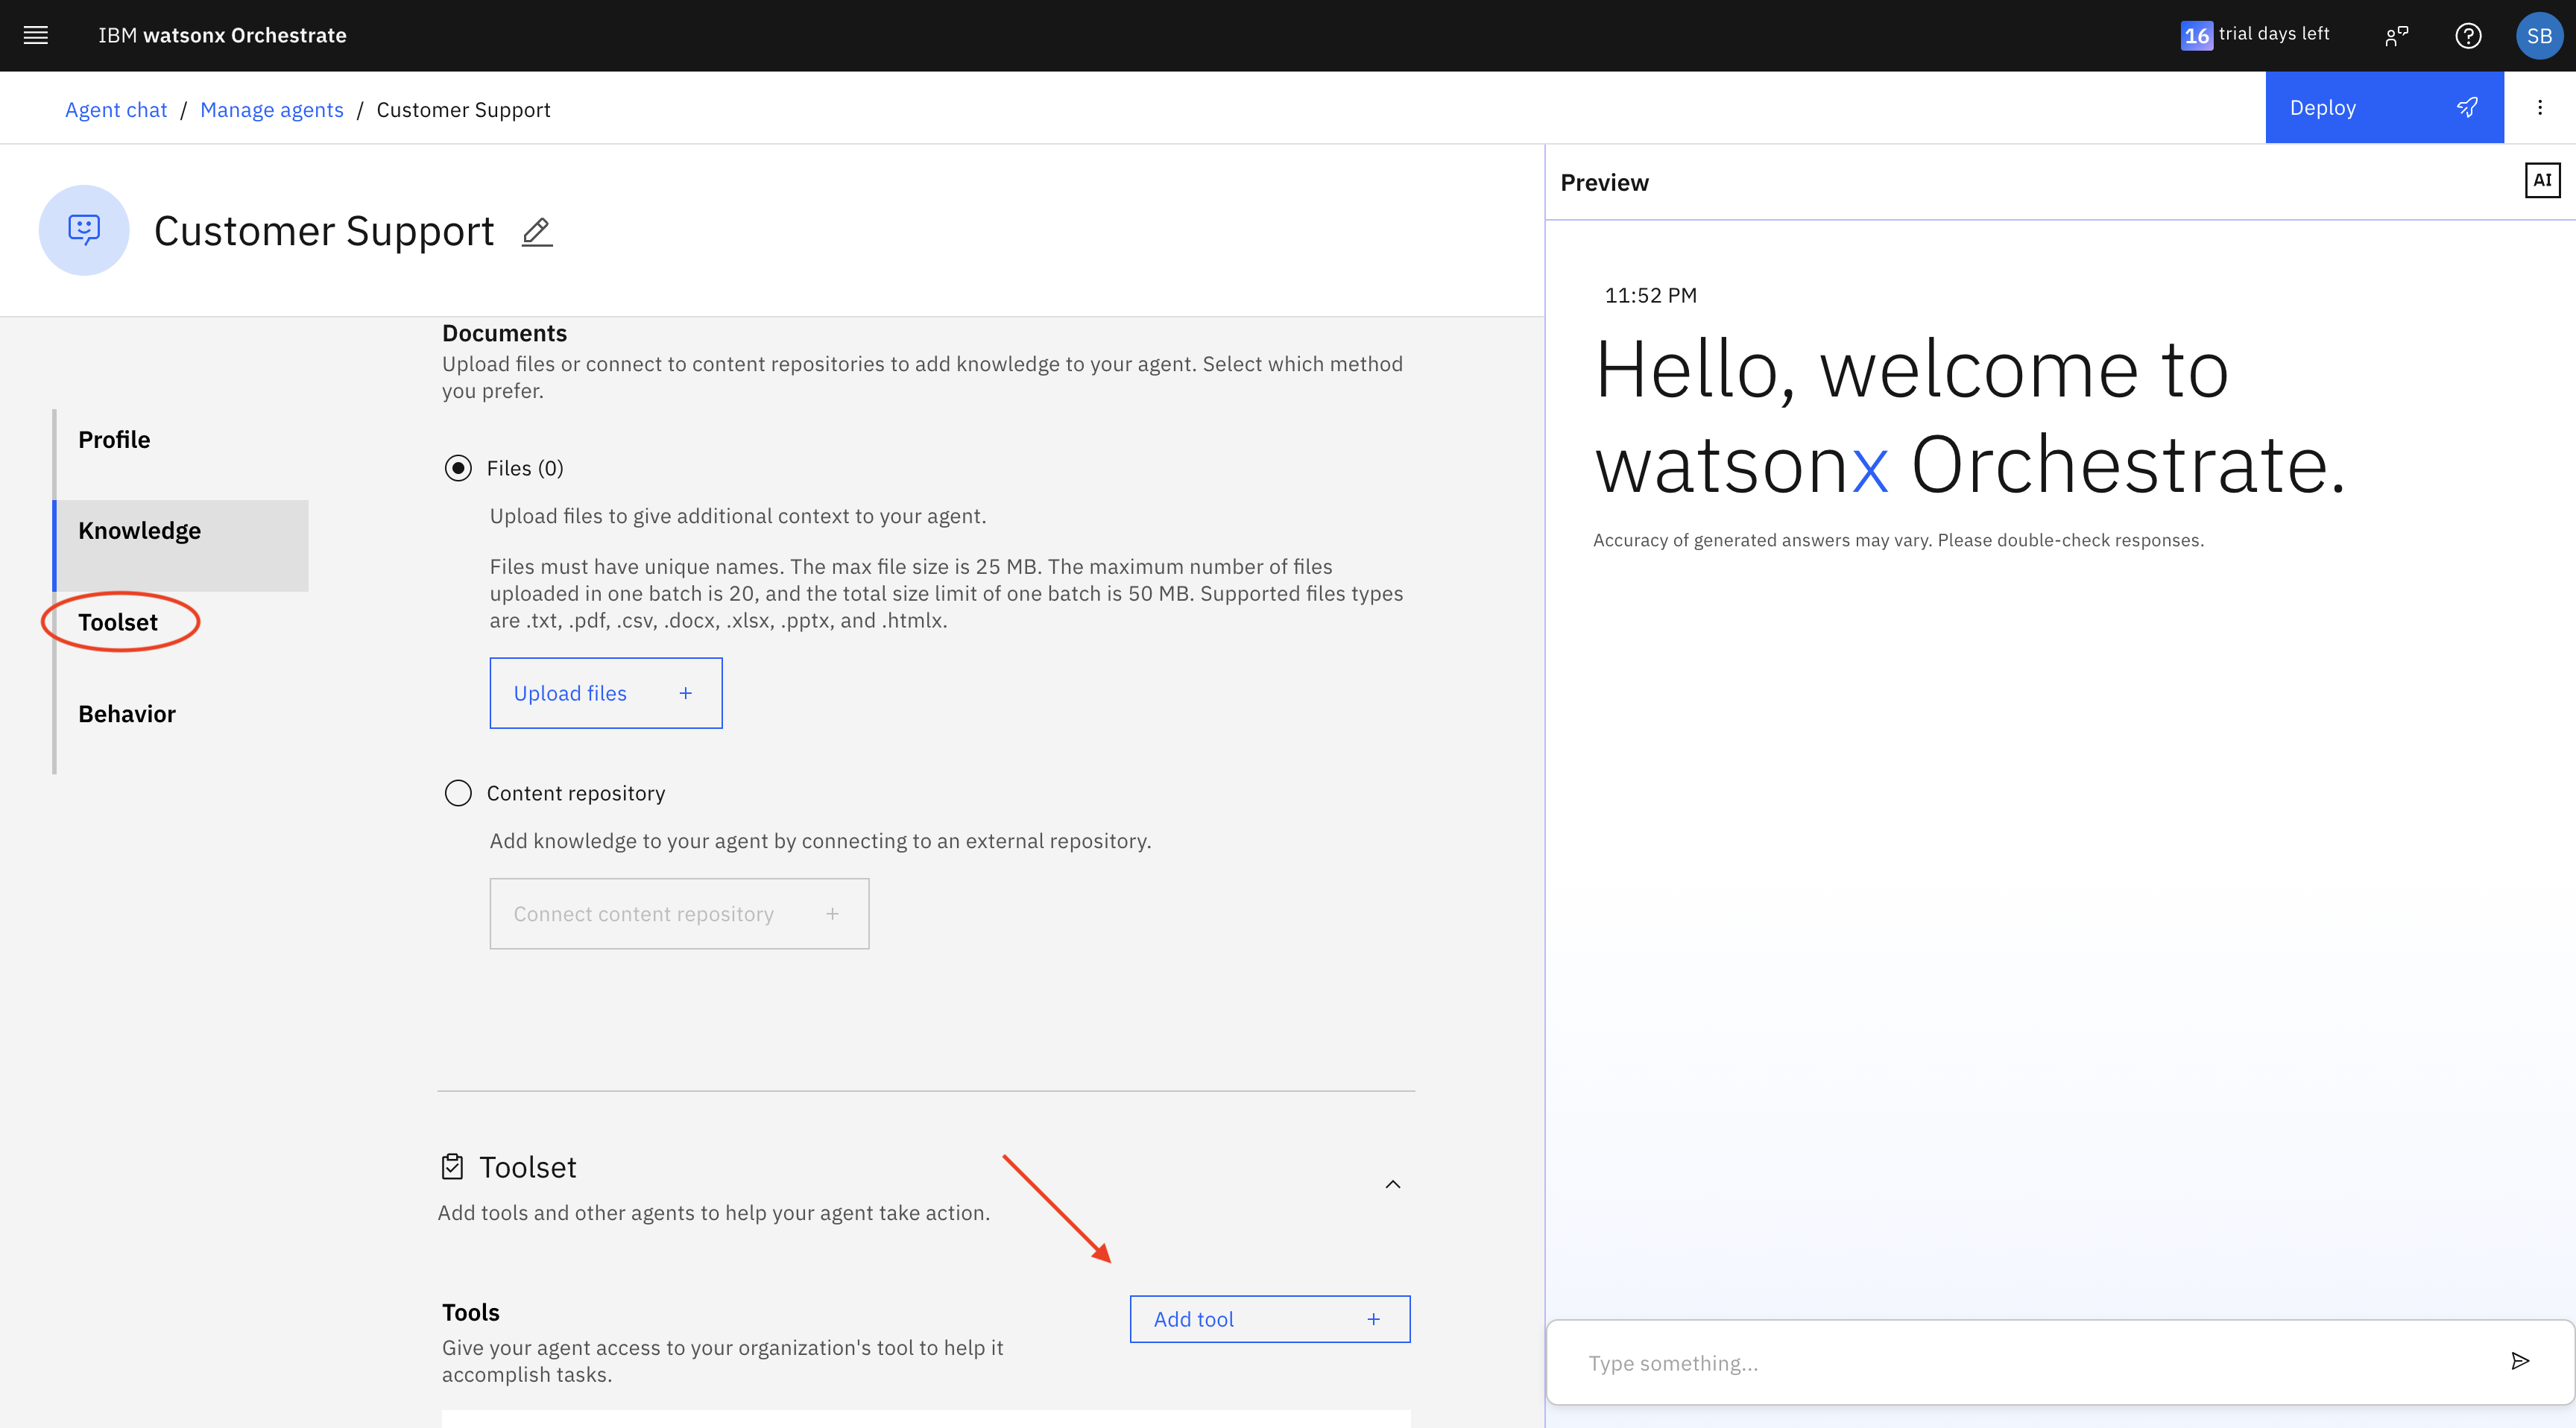 IBM watsonx Orchestrate
16 trial days left
SB
Agent chat / Manage agents / Customer Support
Deploy
Customer Support
Profile
Knowledge
Toolset
Behavior
Documents
Upload files or connect to content repositories to add knowledge to your agent. Select which method
you prefer.
Files (0)
Upload files to give additional context to your agent.
Files must have unique names. The max file size is 25 MB. The maximum number of files
uploaded in one batch is 20, and the total size limit of one batch is 50 MB. Supported files types
are .txt, .pdf, .csv, .docx, .xlsx, .pptx, and .htmlx.
Upload files +
Content repository
Add knowledge to your agent by connecting to an external repository.
Connect content repository +
Toolset
Add tools and other agents to help your agent take action.
Tools
Add tool +
Give your agent access to your organization's tool to help it
accomplish tasks.
Preview
AI
11:52 PM
Hello, welcome to
watsonx Orchestrate.
Accuracy of generated answers may vary. Please double-check responses.
Type something...